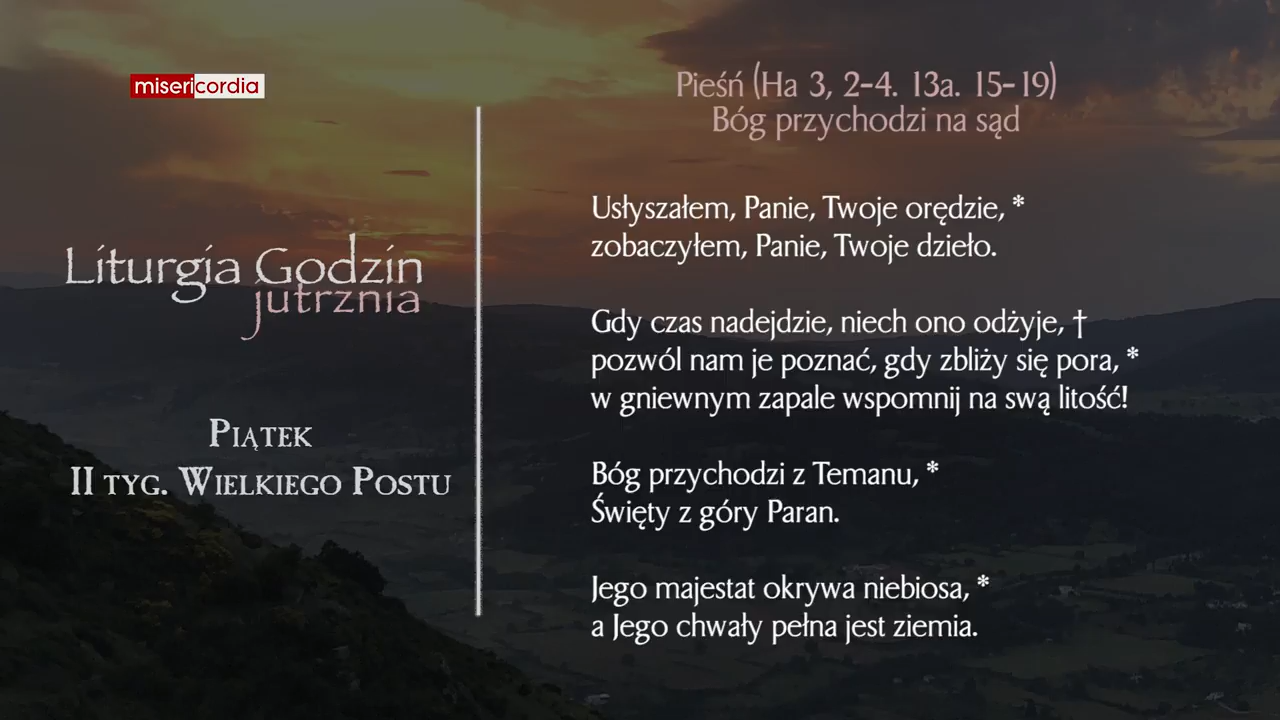 misericordia
Liturgia Godzin
jutrznia
Piątek
II tyg. Wielkiego Postu
Pieśń (Ha 3, 2-4. 13a. 15-19)
Bóg przychodzi na sąd
Usłyszałem, Panie, Twoje orędzie, *
zobaczyłem, Panie, Twoje dzieło.
Gdy czas nadejdzie, niech ono odżyje, †
pozwól nam je poznać, gdy zbliży się pora, *
w gniewnym zapale wspomnij na swą litość!
Bóg przychodzi z Temanu, *
Święty z góry Paran.
Jego majestat okrywa niebiosa, *
a Jego chwały pełna jest ziemia.